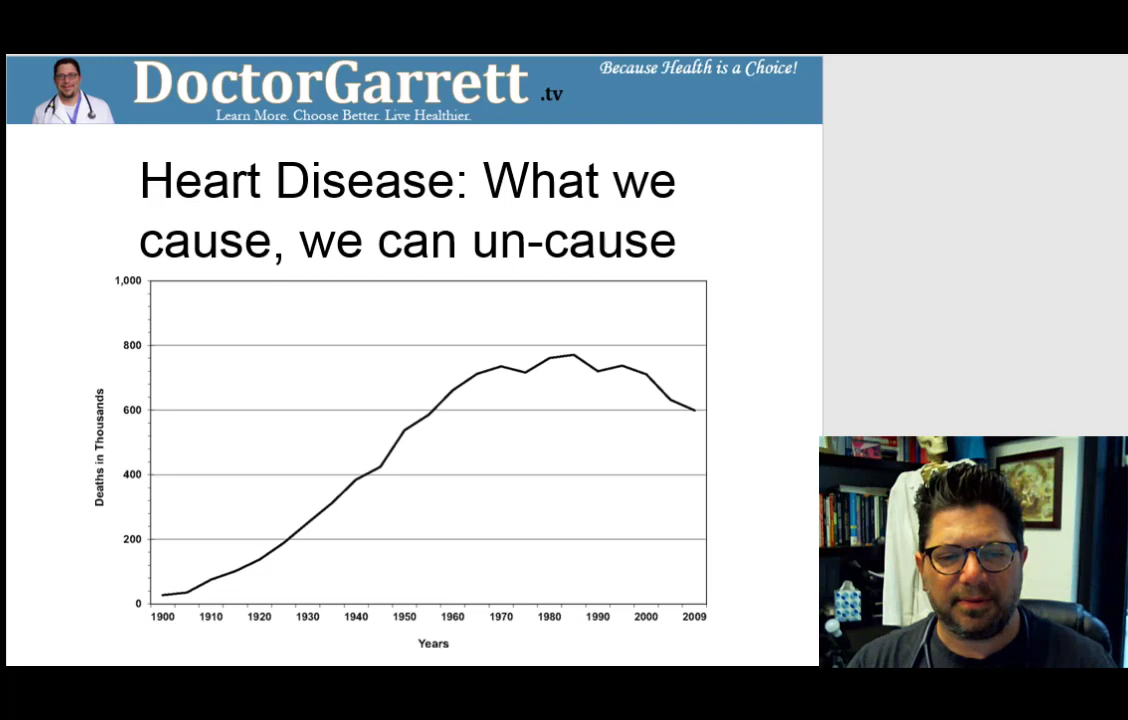 DoctorGarrett .tv
Because Health is a Choice!
Learn More. Choose Better. Live Healthier.
Heart Disease: What we
cause, we can un-cause
1,000
800
600
400
200
0
Deaths in Thousands
1900 1910 1920 1930 1940 1950 1960 1970 1980 1990 2000 2009
Years